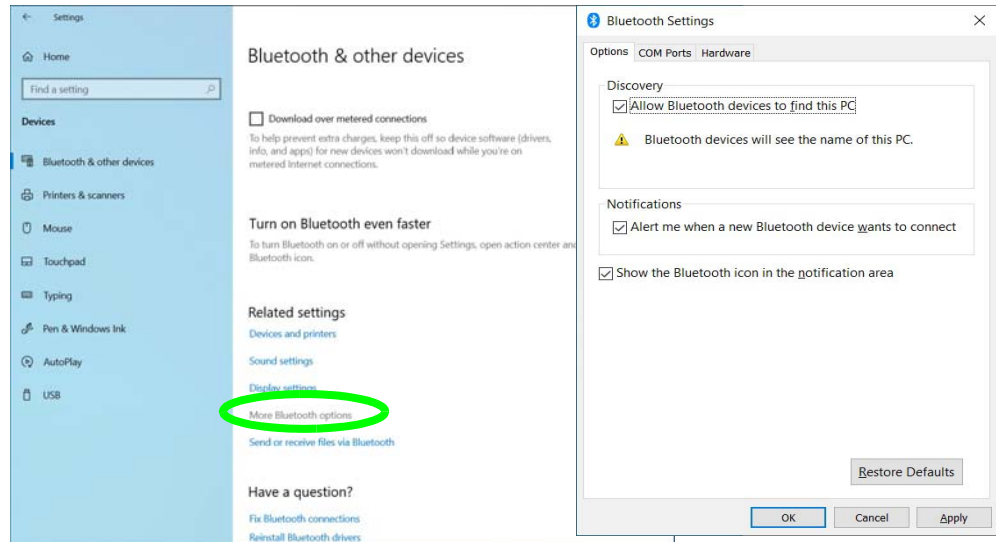 Settings
Home
Find a setting
Devices
Bluetooth & other devices
Printers & scanners
Mouse
Touchpad
Typing
Pen & Windows Ink
AutoPlay
USB
Bluetooth & other devices
Download over metered connections
To help prevent extra charges, keep this off so device software (drivers,
info, and apps) for new devices won't download while you're on
metered Internet connections.
Turn on Bluetooth even faster
To turn Bluetooth on or off without opening Settings, open action center and
Bluetooth icon.
Related settings
Devices and printers
Sound settings
Display settings
More Bluetooth options
Send or receive files via Bluetooth
Have a question?
Fix Bluetooth connections
Reinstall Bluetooth drivers
Bluetooth Settings
Options COM Ports Hardware
Discovery
Allow Bluetooth devices to find this PC
Bluetooth devices will see the name of this PC.
Notifications
Alert me when a new Bluetooth device wants to connect
Show the Bluetooth icon in the notification area
Restore Defaults
OK Cancel Apply